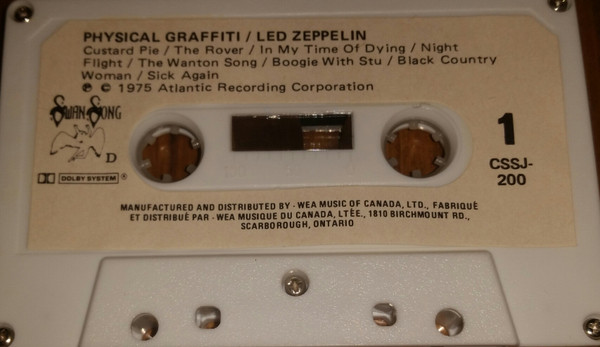 PHYSICAL GRAFFITI / LED ZEPPELIN
Custard Pie / The Rover / In My Time Of Dying / Night
Flight / The Wanton Song / Boogie With Stu / Black Country
Woman / Sick Again
℗ © 1975 Atlantic Recording Corporation
SWAN SONG
D
DOLBY SYSTEM ®
1
CSSJ-
200
MANUFACTURED AND DISTRIBUTED BY - WEA MUSIC OF CANADA, LTD., FABRIQUÈ
ET DISTRIBUÈ PAR - WEA MUSIQUE DU CANADA, LTÈE., 1810 BIRCHMOUNT RD.,
SCARBOROUGH, ONTARIO